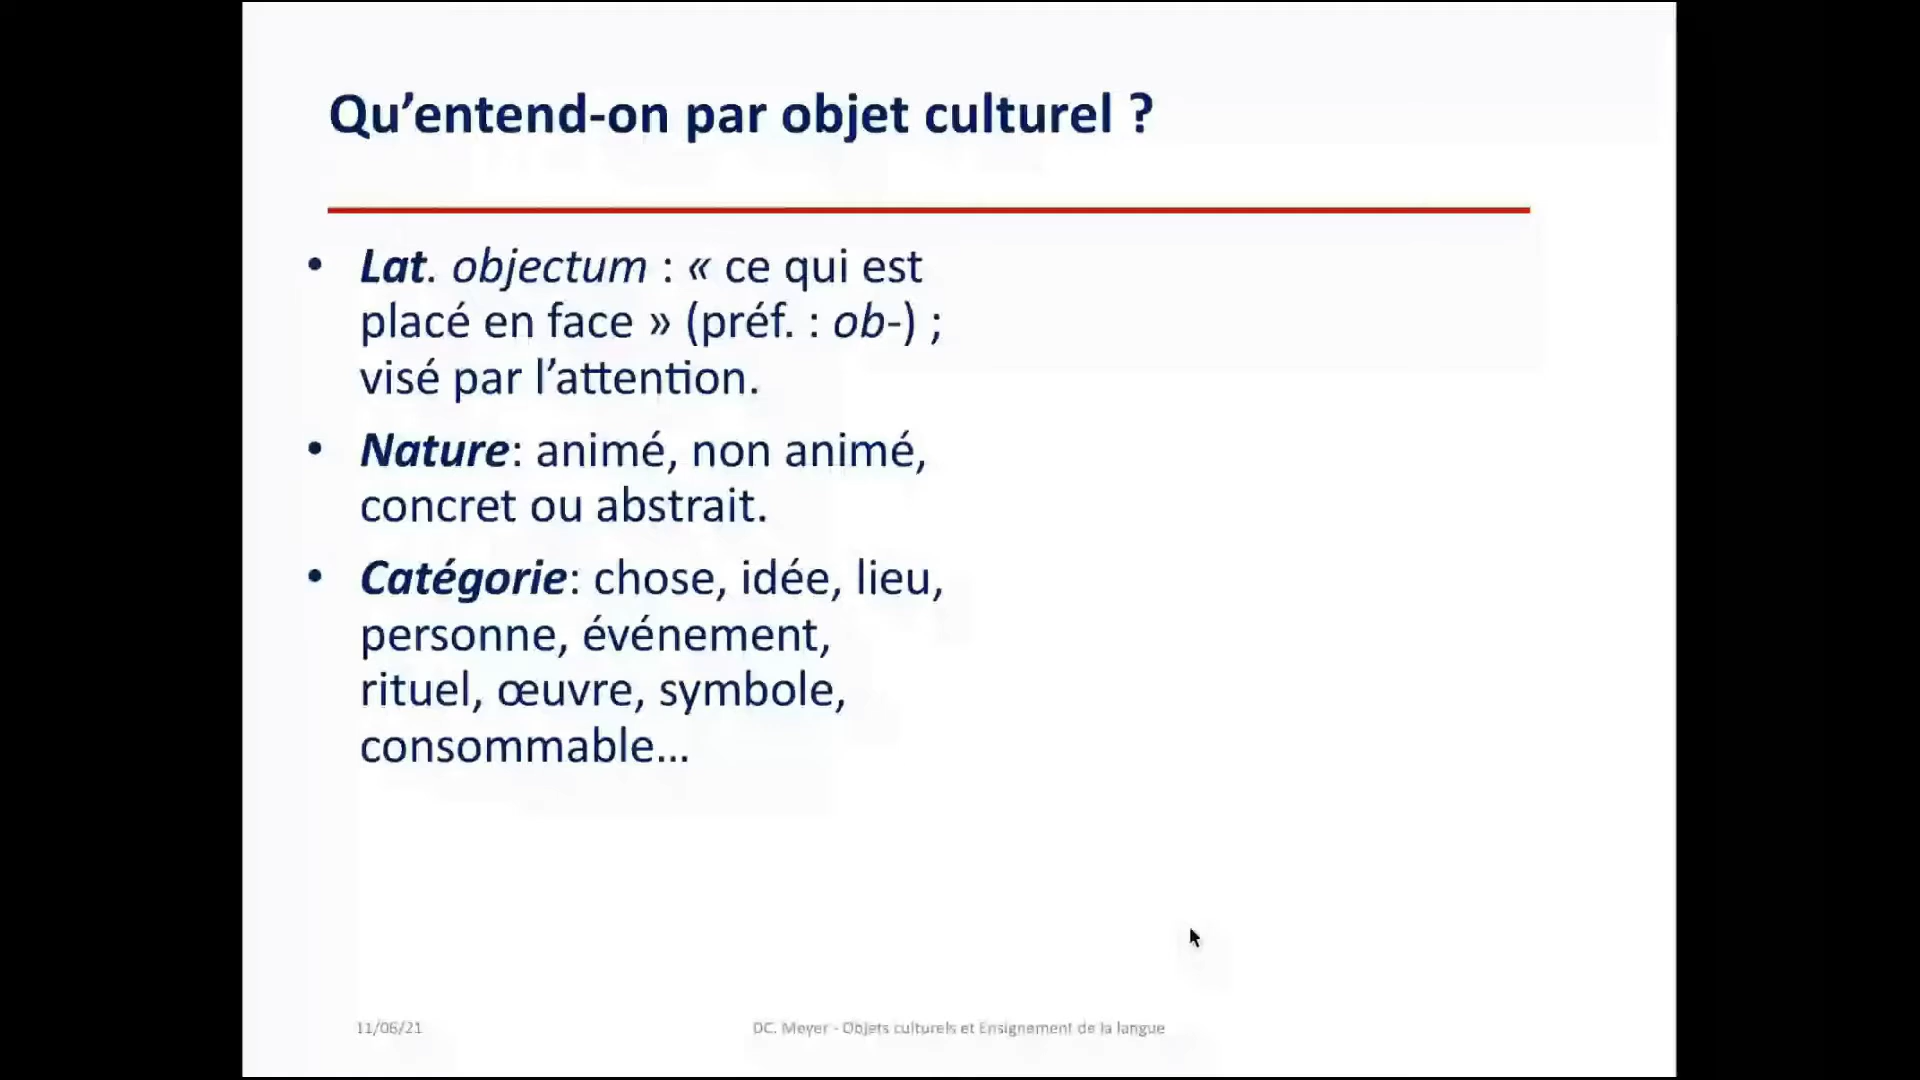 Qu’entend-on par objet culturel ?
• Lat. objectum : « ce qui est
placé en face » (préf. : ob-) ;
visé par l’attention.
• Nature: animé, non animé,
concret ou abstrait.
• Catégorie: chose, idée, lieu,
personne, événement,
rituel, œuvre, symbole,
consommable...
11/06/21
DC. Meyer - Objets culturels et Ensignement de la langue